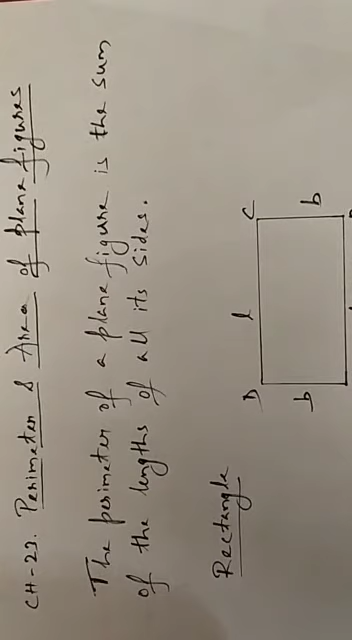 CH-29. Perimeter & Area of plane figures
The perimeter of a plane figure is the sum
of the lengths of all its sides.
Rectangle
D l C
b b